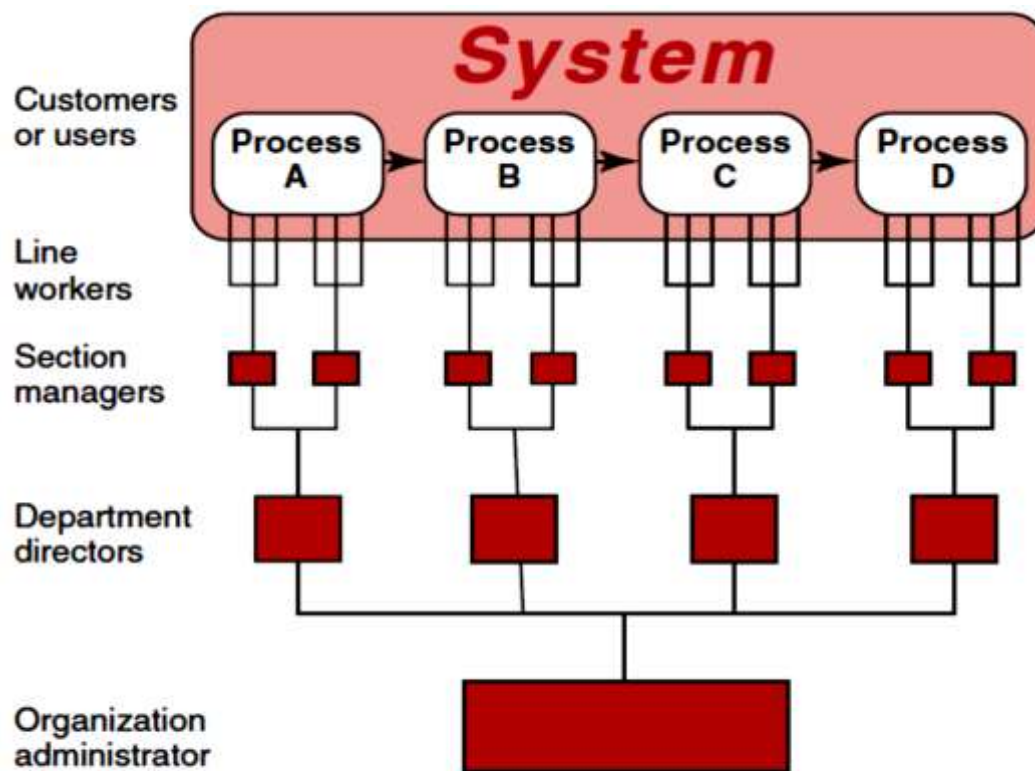 System
Customers
or users
Process
A
Process
B
Process
C
Process
D
Line
workers
Section
managers
Department
directors
Organization
administrator